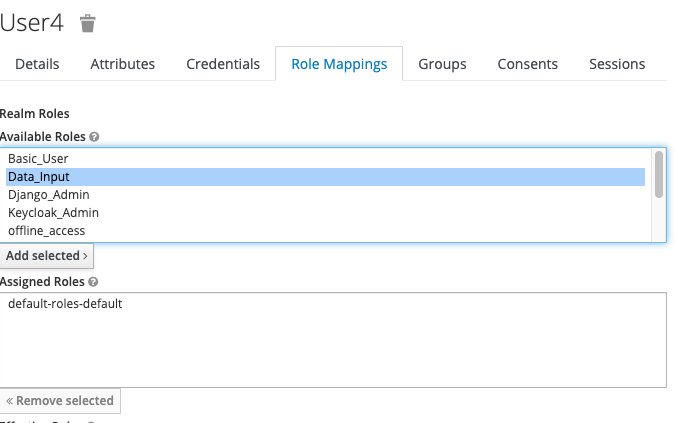 User4
Details Attributes Credentials Role Mappings Groups Consents Sessions
Realm Roles
Available Roles ?
Basic_User
Data_Input
Django_Admin
Keycloak_Admin
offline_access
Add selected >
Assigned Roles ?
default-roles-default
« Remove selected